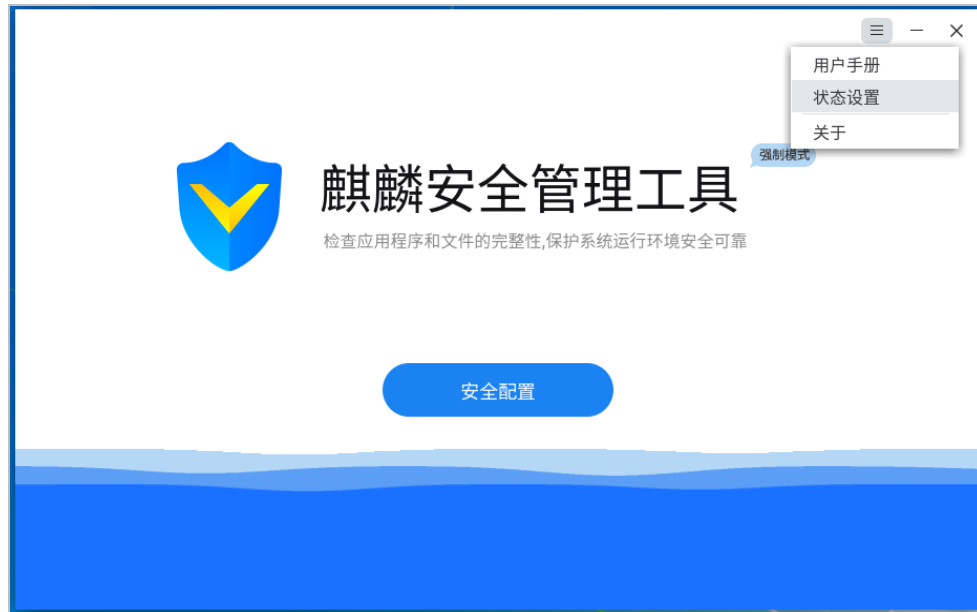 用户手册
状态设置
关于
强制模式
麒麟安全管理工具
检查应用程序和文件的完整性,保护系统运行环境安全可靠
安全配置